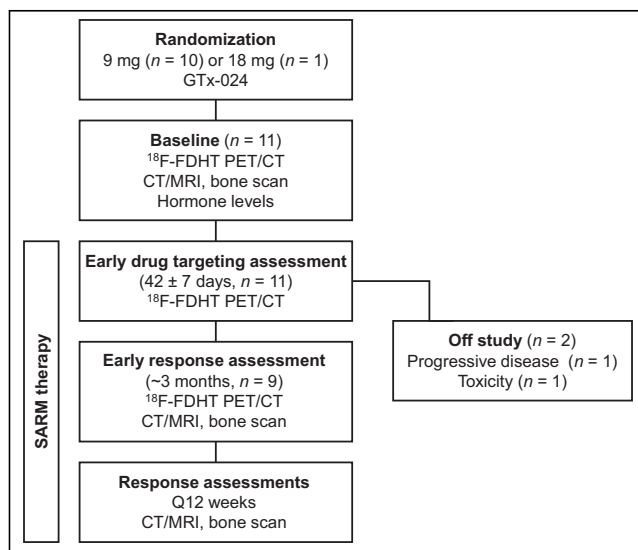 Randomization
9 mg (n = 10) or 18 mg (n = 1)
GTx-024
Baseline (n = 11)
¹⁸F-FDHT PET/CT
CT/MRI, bone scan
Hormone levels
SARM therapy
Early drug targeting assessment
(42 ± 7 days, n = 11)
¹⁸F-FDHT PET/CT
Off study (n = 2)
Progressive disease (n = 1)
Toxicity (n = 1)
Early response assessment
(~3 months, n = 9)
¹⁸F-FDHT PET/CT
CT/MRI, bone scan
Response assessments
Q12 weeks
CT/MRI, bone scan